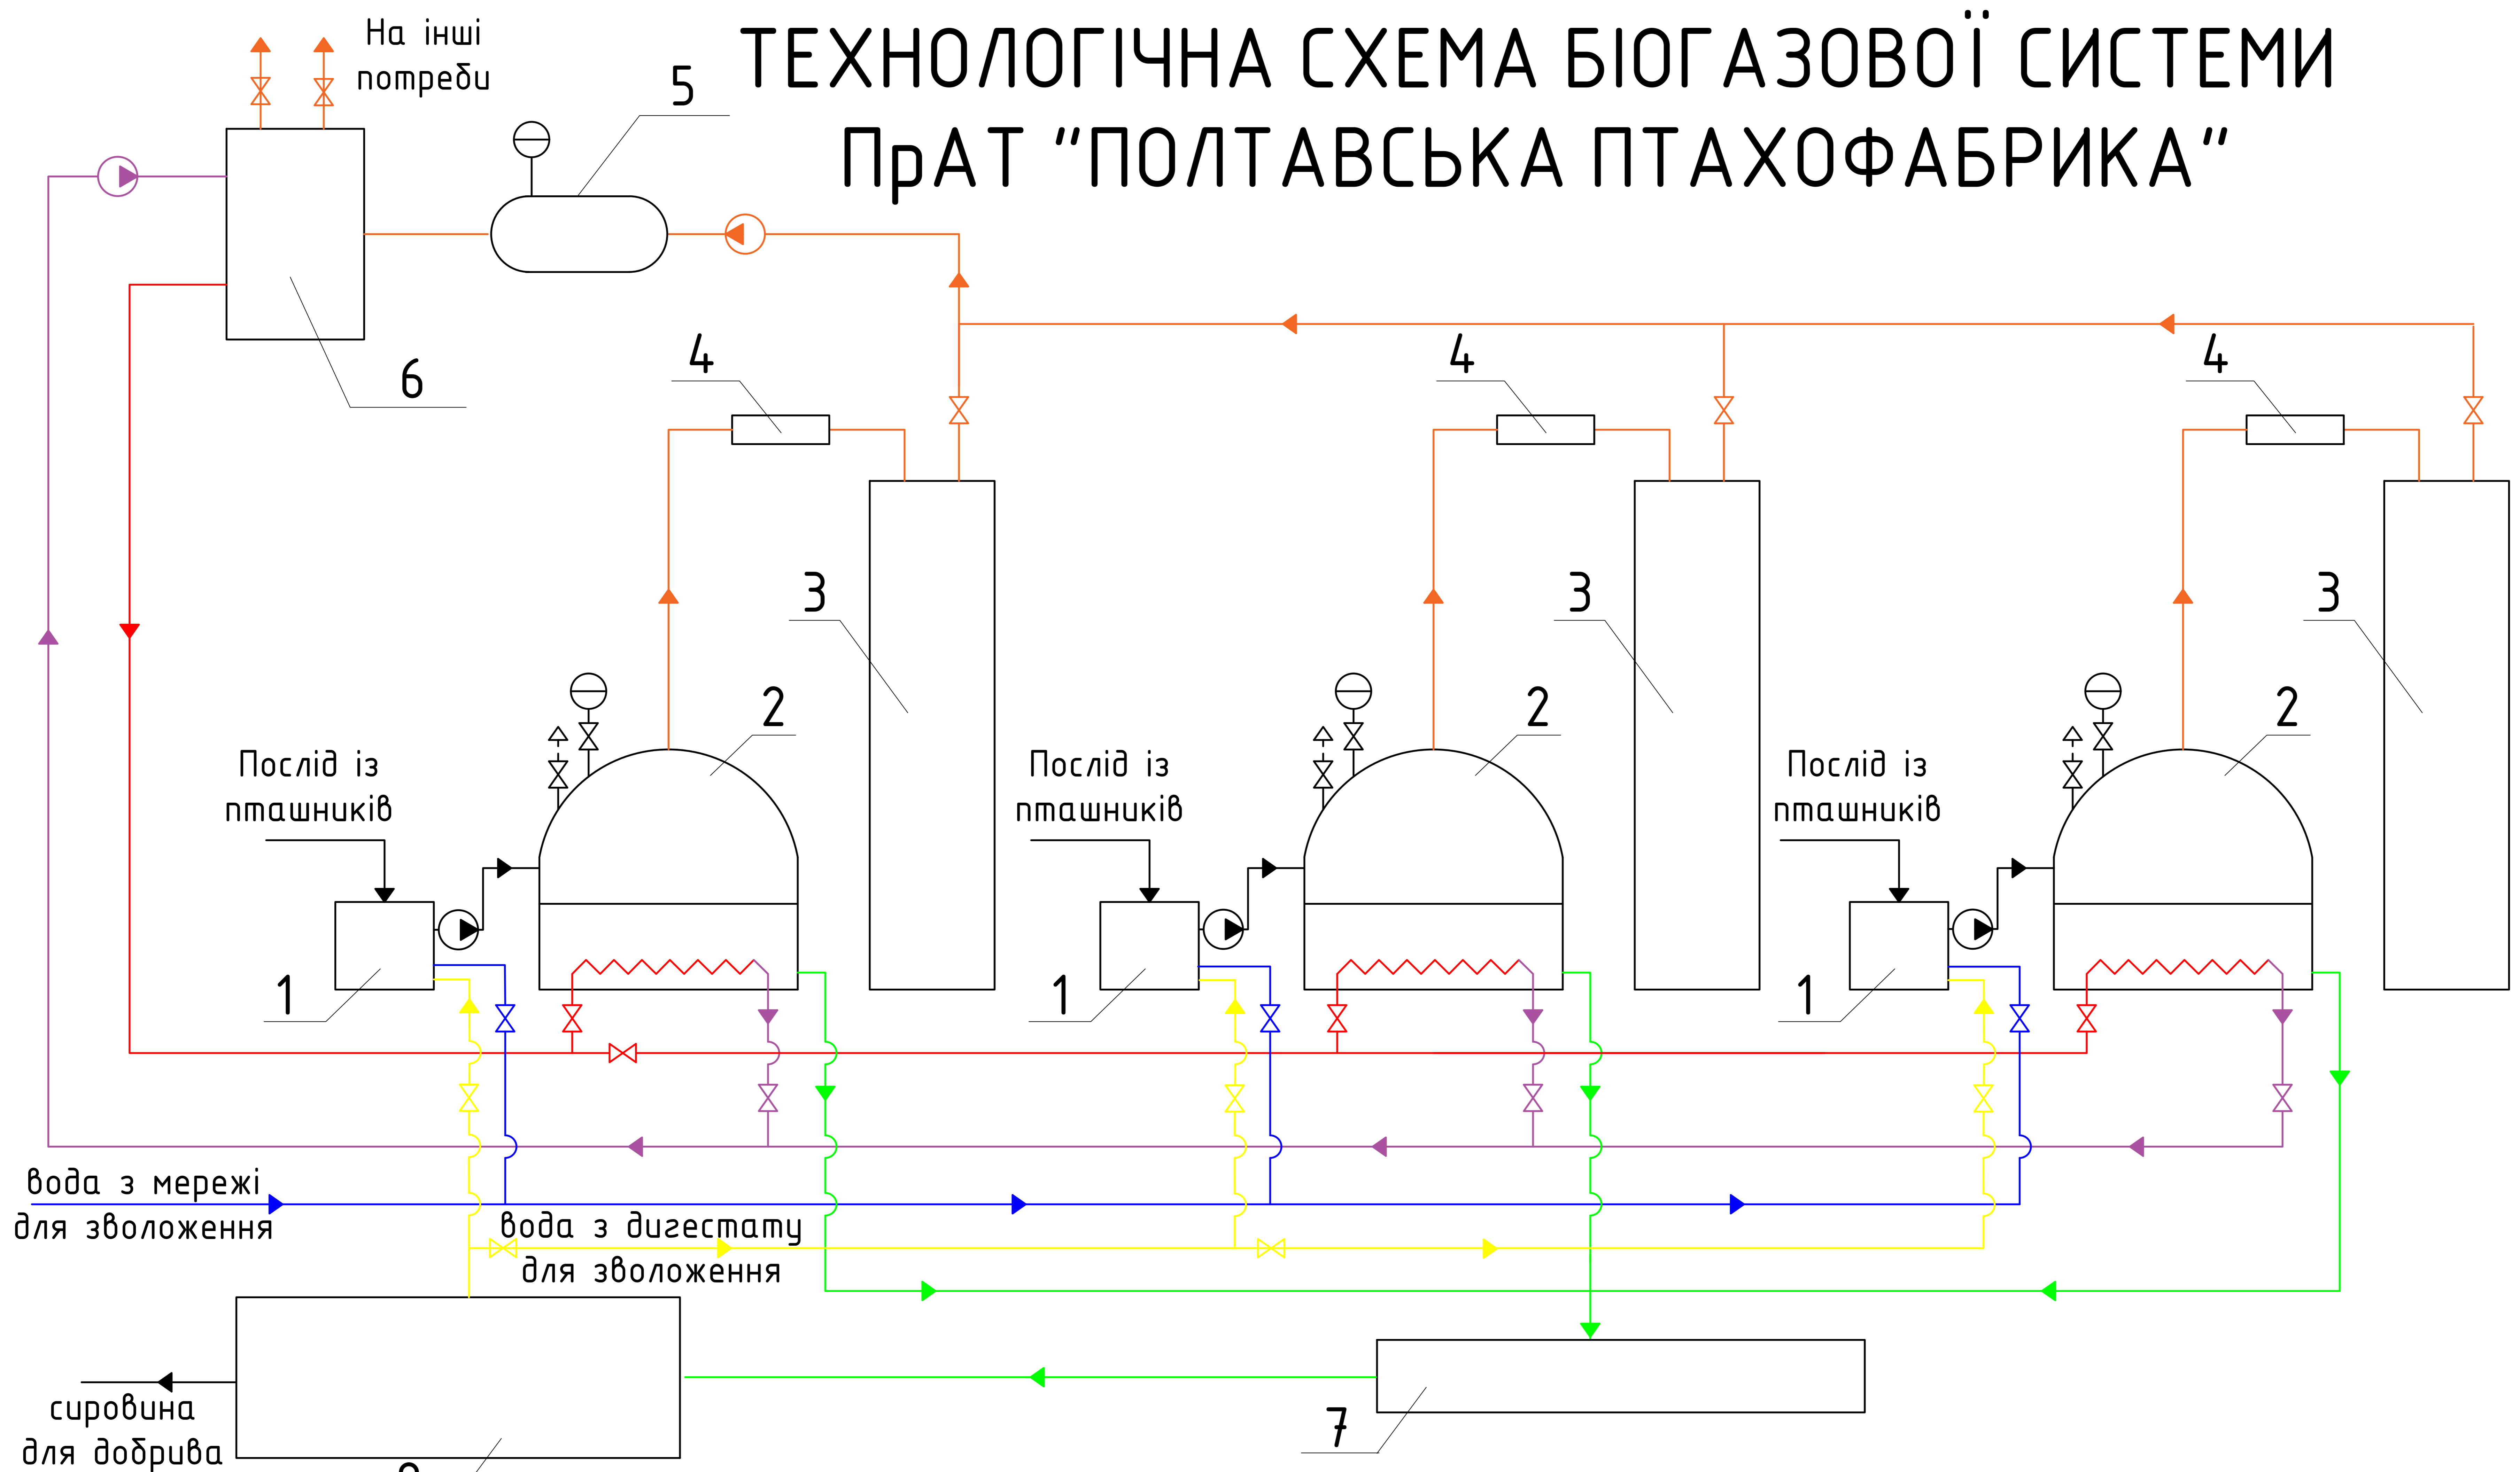 ТЕХНОЛОГІЧНА СХЕМА БІОГАЗОВОЇ СИСТЕМИ
ПрАТ "ПОЛТАВСЬКА ПТАХОФАБРИКА"
На інші
потреби
5
6
4
4
4
3
3
3
2
2
2
Послід із
пташників
Послід із
пташників
Послід із
пташників
1
1
1
вода з мережі
для зволоження
вода з дигестату
для зволоження
сировина
для добрива
7